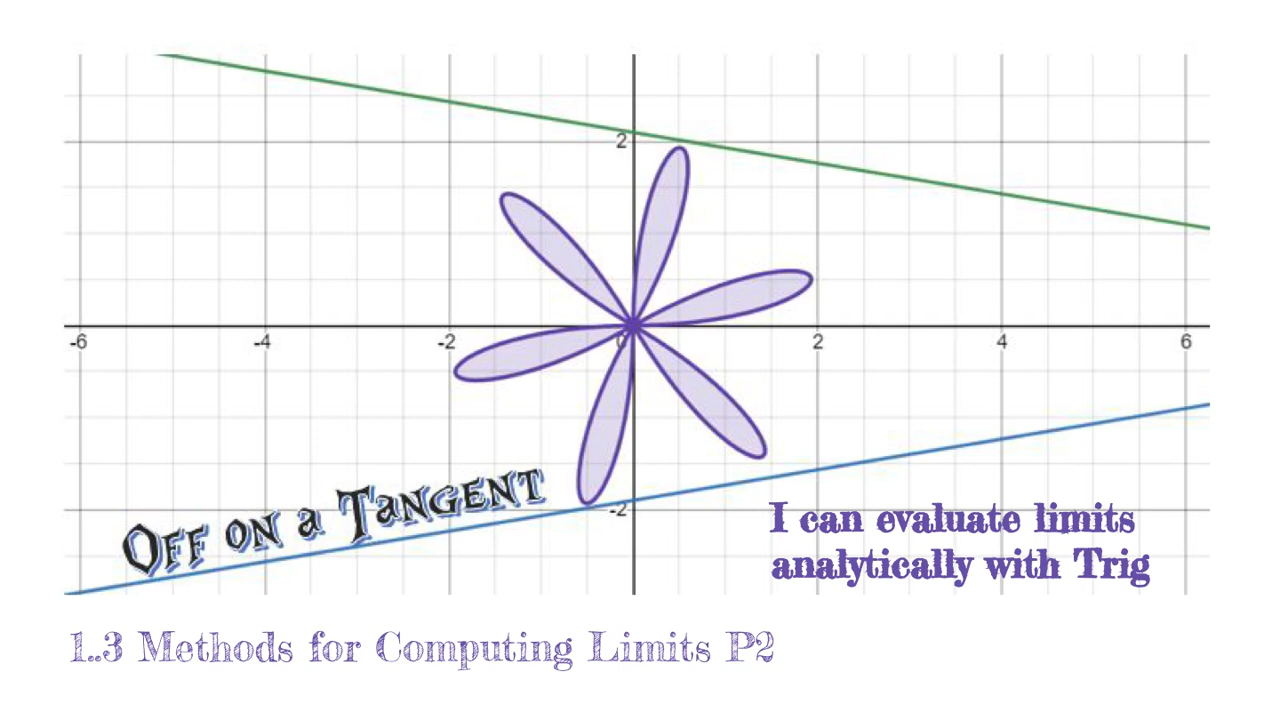 2
-6
-4
-2
0
2
4
6
-2
OFF ON a TANGENT
I can evaluate limits
analytically with Trig
1..3 Methods for Computing Limits P2